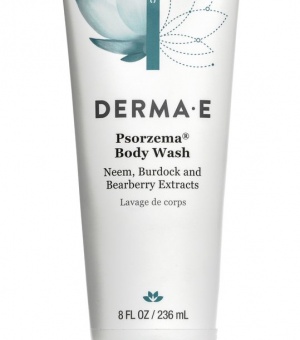 DERMA·E
Psorzema®
Body Wash
Neem, Burdock and
Bearberry Extracts
Lavage de corps
8 FL OZ / 236 mL